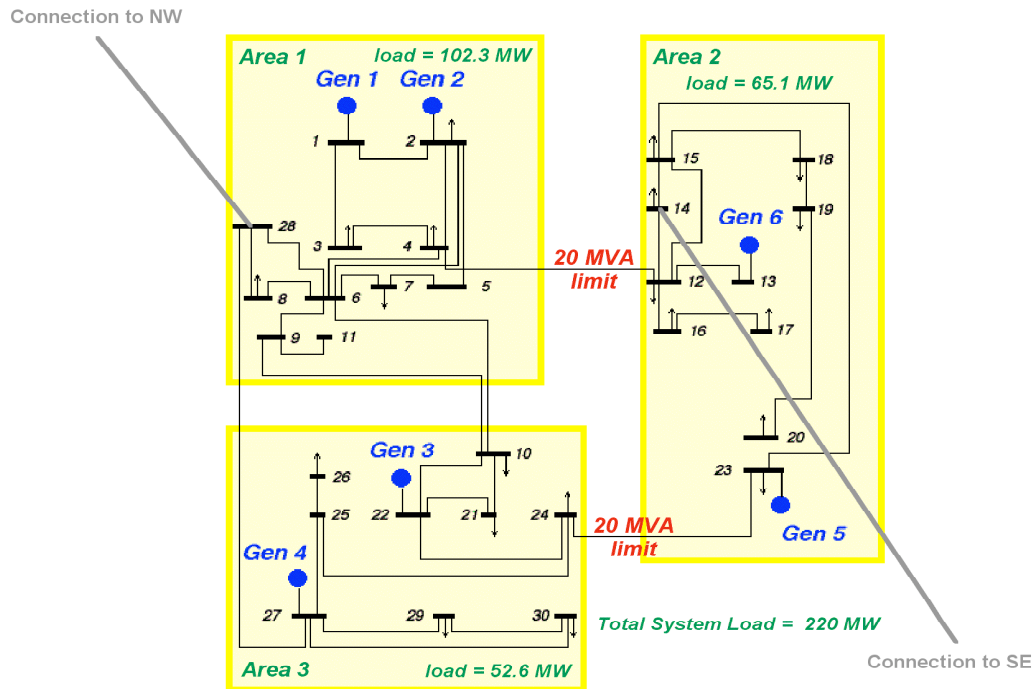 Connection to NW
Area 1
load = 102.3 MW
Gen 1
Gen 2
1
2
28
3
4
8
6
7
5
9
11
20 MVA
limit
Area 2
load = 65.1 MW
15
18
14
19
Gen 6
12
13
16
17
20
23
Gen 5
Gen 3
10
26
25
22
21
24
20 MVA
limit
Gen 4
27
29
30
Total System Load = 220 MW
Area 3
load = 52.6 MW
Connection to SE